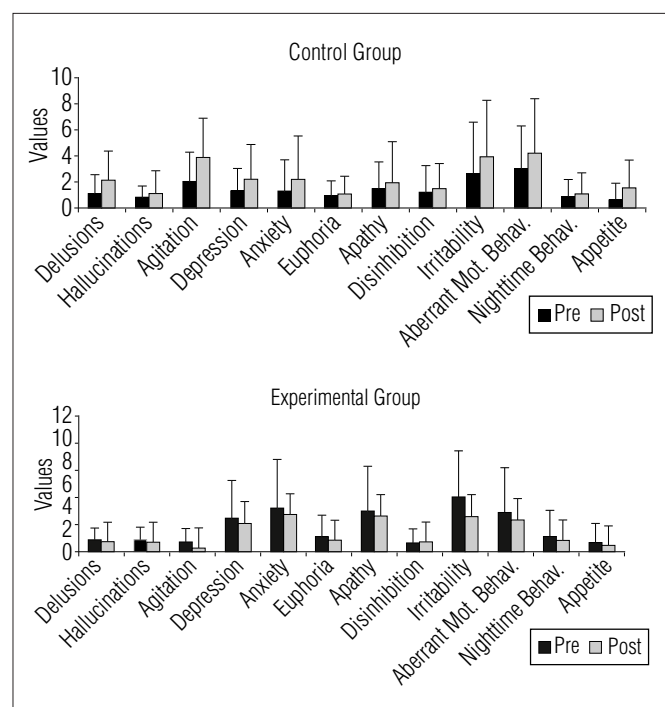 Control Group
Values
10
8
6
4
2
0
Delusions
Hallucinations
Agitation
Depression
Anxiety
Euphoria
Apathy
Disinhibition
Irritability
Aberrant Mot. Behav.
Nighttime Behav.
Appetite
Pre Post
Experimental Group
Values
12
10
8
6
4
2
0
Delusions
Hallucinations
Agitation
Depression
Anxiety
Euphoria
Apathy
Disinhibition
Irritability
Aberrant Mot. Behav.
Nighttime Behav.
Appetite
Pre Post